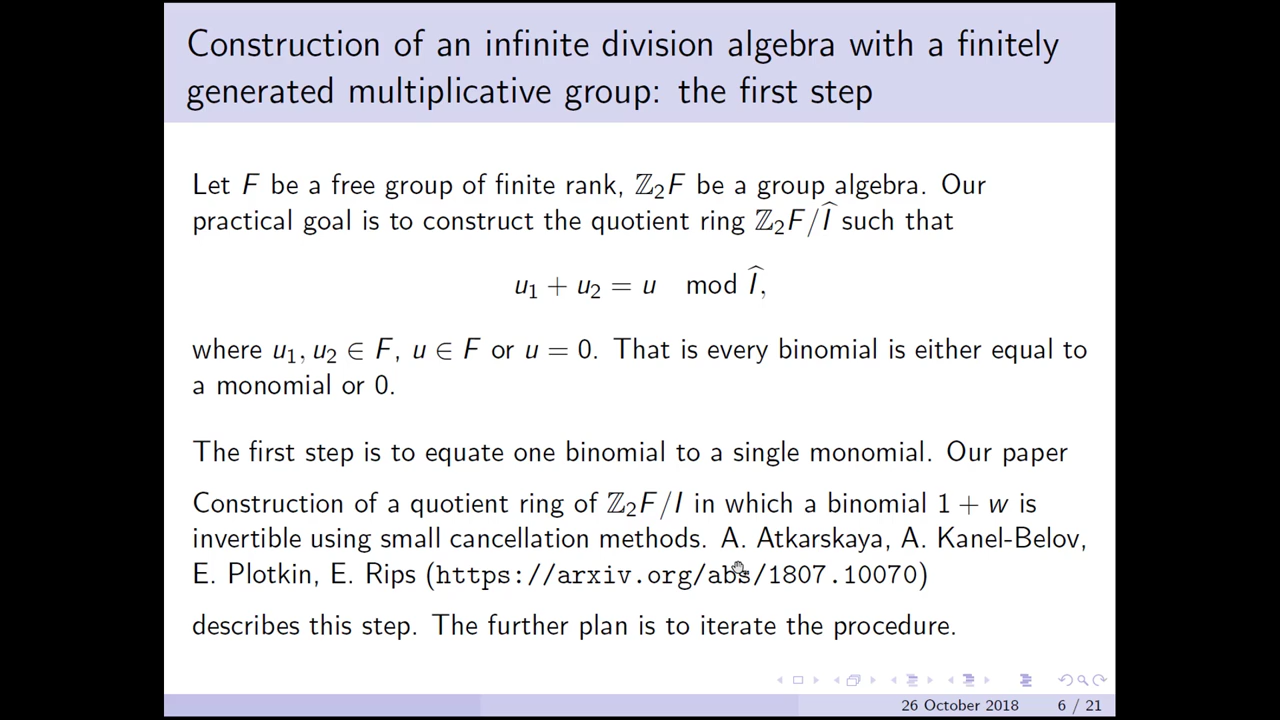 Construction of an infinite division algebra with a finitely
generated multiplicative group: the first step
Let F be a free group of finite rank, ℤ₂F be a group algebra. Our
practical goal is to construct the quotient ring ℤ₂F/Î such that
u₁ + u₂ = u mod Î,
where u₁, u₂ ∈ F, u ∈ F or u = 0. That is every binomial is either equal to
a monomial or 0.
The first step is to equate one binomial to a single monomial. Our paper
Construction of a quotient ring of ℤ₂F/I in which a binomial 1 + w is
invertible using small cancellation methods. A. Atkarskaya, A. Kanel-Belov,
E. Plotkin, E. Rips (https://arxiv.org/abs/1807.10070)
describes this step. The further plan is to iterate the procedure.
26 October 2018 6 / 21